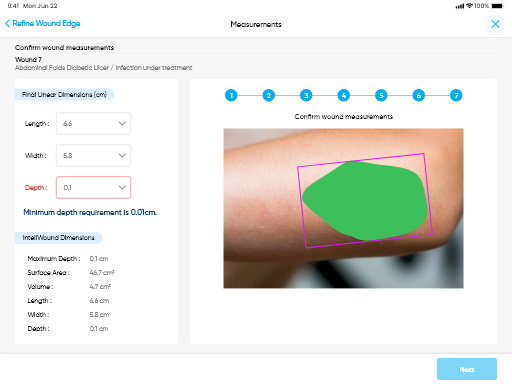 9:41 Mon Jun 22
100%
Refine Wound Edge
Measurements
Confirm wound measurements
Wound 7
Abdominal Folds Diabetic Ulcer / Infection under treatment
Final Linear Dimensions (cm)
Length : 6.6
Width : 5.8
Depth : 0.1
Minimum depth requirement is 0.01cm.
IntelliWound Dimensions
Maximum Depth : 0.1 cm
Surface Area : 46.7 cm²
Volume : 4.7 cm³
Length : 6.6 cm
Width : 5.8 cm
Depth : 0.1 cm
1 2 3 4 5 6 7
Confirm wound measurements
Next